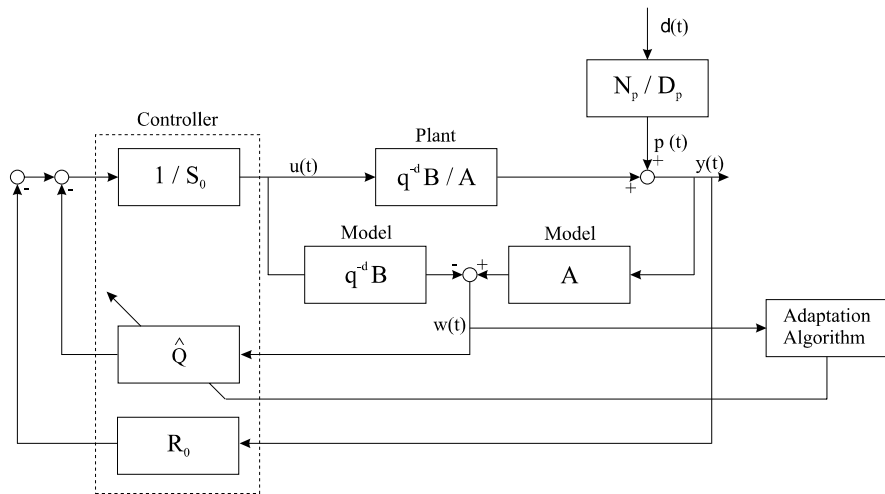 d(t)
Nₚ / Dₚ
p (t)
Controller
Plant
1 / S₀
u(t)
q⁻ᵈ B / A
+
+
y(t)
-
-
Model
Model
q⁻ᵈ B
-
+
A
w(t)
Adaptation
Algorithm
Q̂
R₀